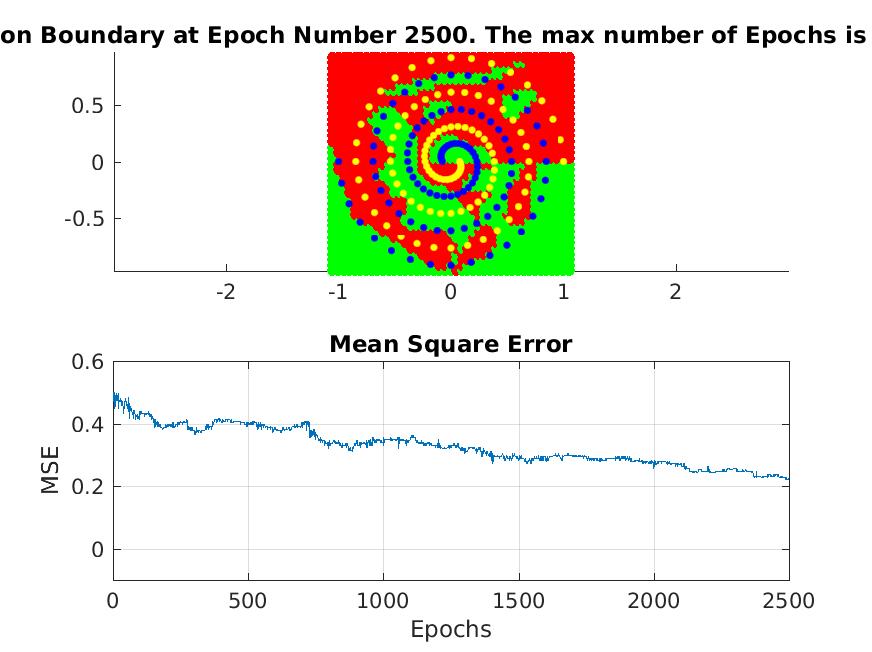 on Boundary at Epoch Number 2500. The max number of Epochs is
0.5
0
-0.5
-2 -1 0 1 2
Mean Square Error
0.6
0.4
0.2
0
MSE
0 500 1000 1500 2000 2500
Epochs